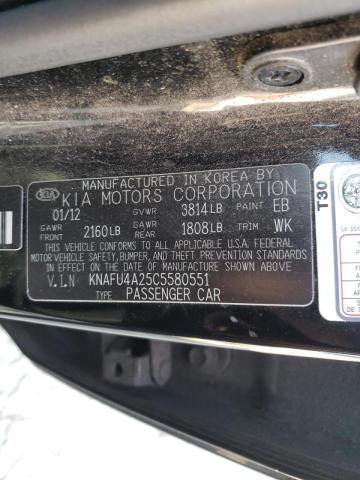 MANUFACTURED IN KOREA BY
KIA KIA MOTORS CORPORATION
01/12 GVWR 3814LB PAINT EB
GAWR FRONT 2160LB GAWR REAR 1808LB TRIM WK
THIS VEHICLE CONFORMS TO ALL APPLICABLE U.S.A. FEDERAL
MOTOR VEHICLE SAFETY, BUMPER, AND THEFT PREVENTION STANDARDS
IN EFFECT ON THE DATE OF MANUFACTURE SHOWN ABOVE
V.I.N KNAFU4A25C5580551
TYPE PASSENGER CAR
T30